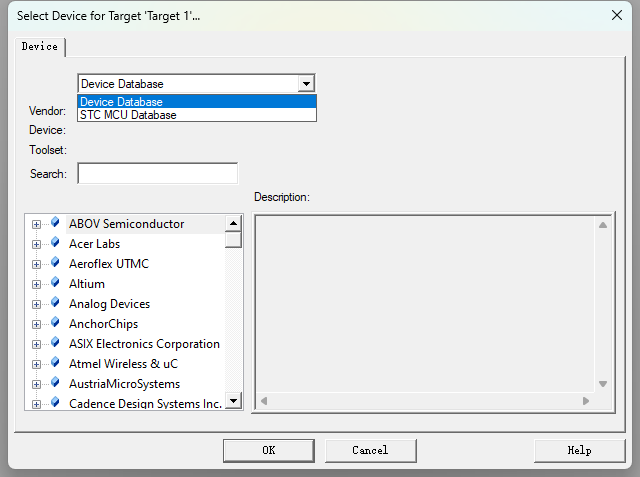 Select Device for Target 'Target 1'...
Device
Device Database
Device Database
STC MCU Database
Vendor:
Device:
Toolset:
Search:
Description:
ABOV Semiconductor
Acer Labs
Aeroflex UTMC
Altium
Analog Devices
AnchorChips
ASIX Electronics Corporation
Atmel Wireless & uC
AustriaMicroSystems
Cadence Design Systems Inc.
OK
Cancel
Help